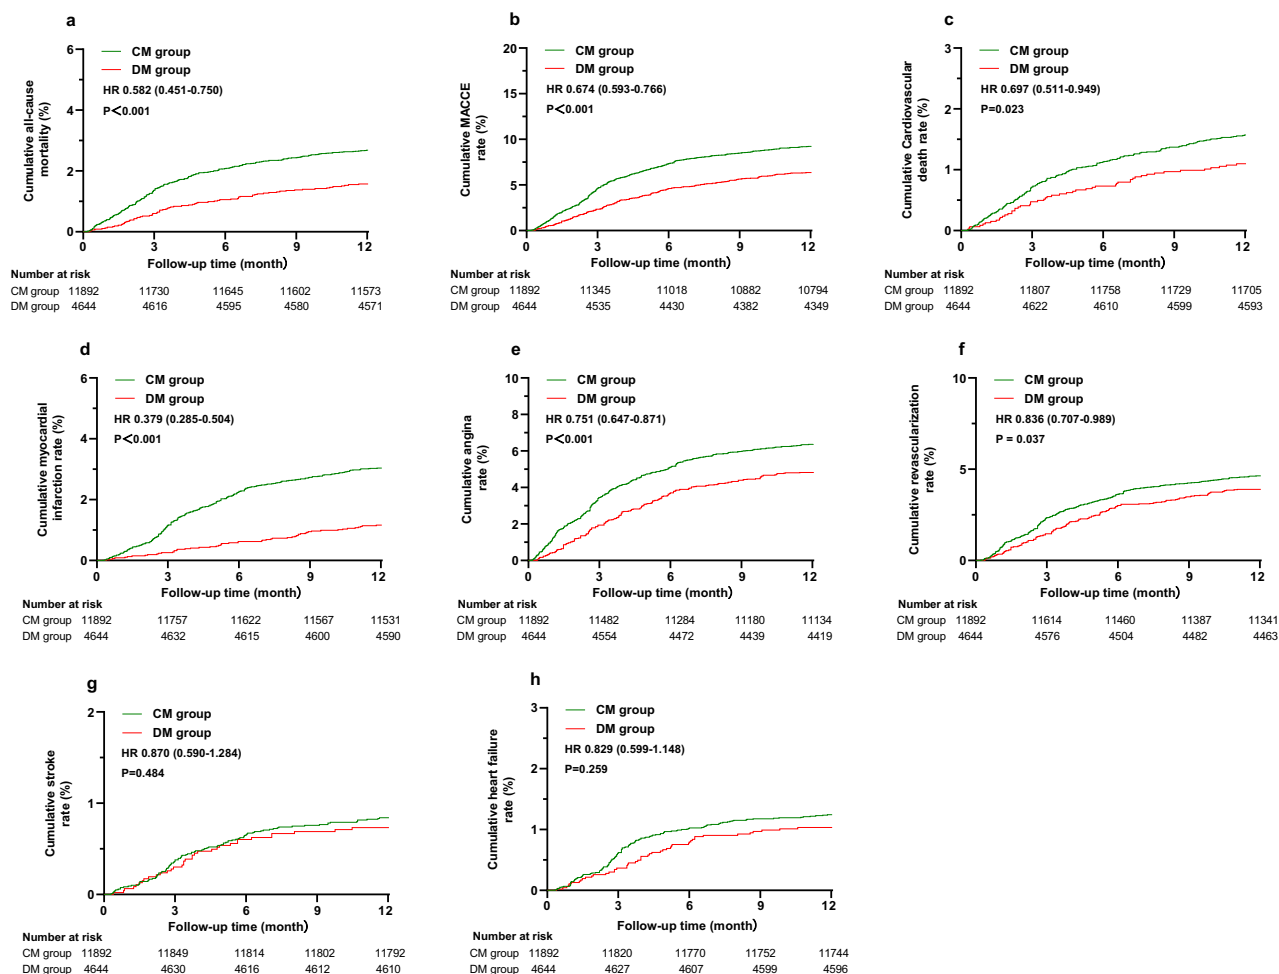 a
Cumulative all-cause
mortality (%)
6
4
2
0
CM group
DM group
HR 0.582 (0.451-0.750)
P<0.001
0 3 6 9 12
Follow-up time (month)
Number at risk
CM group 11892 11730 11645 11602 11573
DM group 4644 4616 4595 4580 4571
b
Cumulative MACCE
rate (%)
20
15
10
5
0
CM group
DM group
HR 0.674 (0.593-0.766)
P<0.001
0 3 6 9 12
Follow-up time (month)
Number at risk
CM group 11892 11345 11018 10882 10794
DM group 4644 4535 4430 4382 4349
c
Cumulative Cardiovascular
death rate (%)
3
2
1
0
CM group
DM group
HR 0.697 (0.511-0.949)
P=0.023
0 3 6 9 12
Follow-up time (month)
Number at risk
CM group 11892 11807 11758 11729 11705
DM group 4644 4622 4610 4599 4593
d
Cumulative myocardial
infarction rate (%)
6
4
2
0
CM group
DM group
HR 0.379 (0.285-0.504)
P<0.001
0 3 6 9 12
Follow-up time (month)
Number at risk
CM group 11892 11757 11622 11567 11531
DM group 4644 4632 4615 4600 4590
e
Cumulative angina
rate (%)
10
8
6
4
2
0
CM group
DM group
HR 0.751 (0.647-0.871)
P<0.001
0 3 6 9 12
Follow-up time (month)
Number at risk
CM group 11892 11482 11284 11180 11134
DM group 4644 4554 4472 4439 4419
f
Cumulative revascularization
rate (%)
10
5
0
CM group
DM group
HR 0.836 (0.707-0.989)
P = 0.037
0 3 6 9 12
Follow-up time (month)
Number at risk
CM group 11892 11614 11460 11387 11341
DM group 4644 4576 4504 4482 4463
g
Cumulative stroke
rate (%)
2
1
0
CM group
DM group
HR 0.870 (0.590-1.284)
P=0.484
0 3 6 9 12
Follow-up time (month)
Number at risk
CM group 11892 11849 11814 11802 11792
DM group 4644 4630 4616 4612 4610
h
Cumulative heart failure
rate (%)
3
2
1
0
CM group
DM group
HR 0.829 (0.599-1.148)
P=0.259
0 3 6 9 12
Follow-up time (month)
Number at risk
CM group 11892 11820 11770 11752 11744
DM group 4644 4627 4607 4599 4596